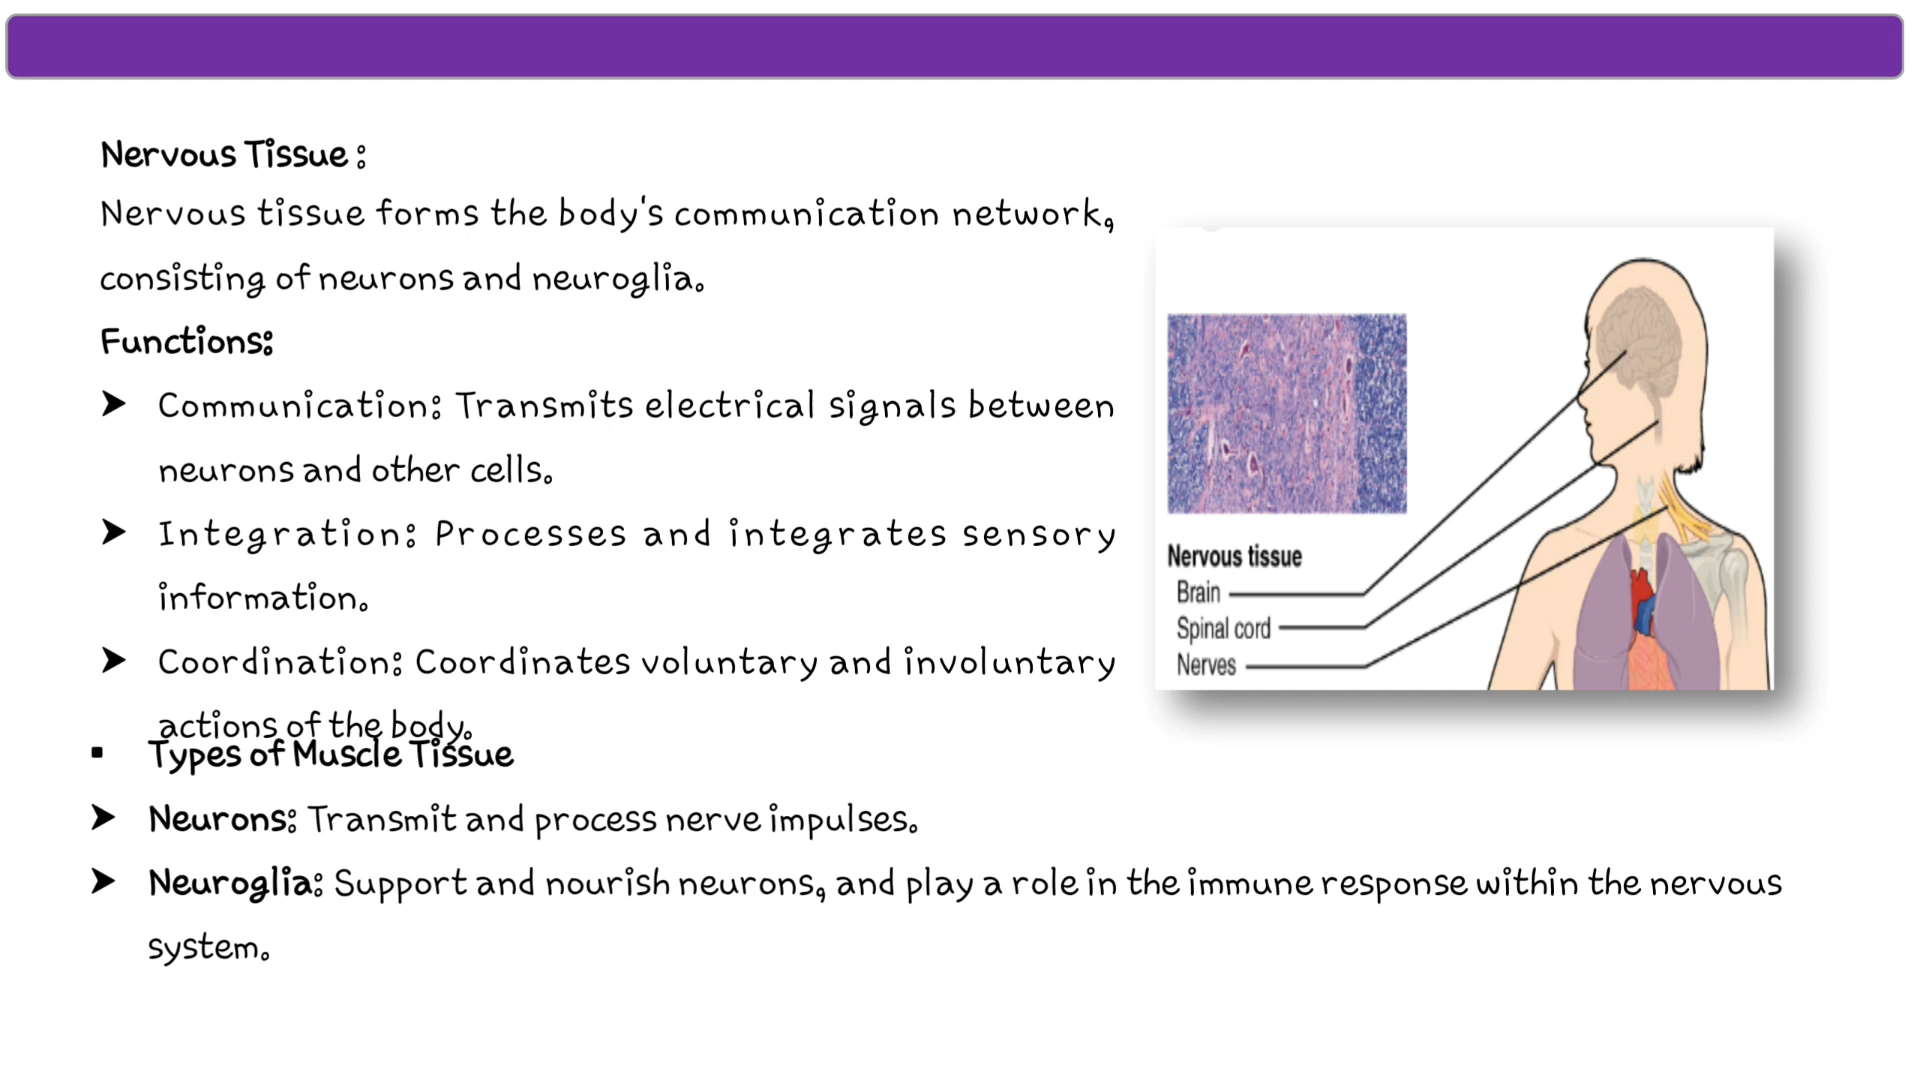 Nervous Tissue :
Nervous tissue forms the body's communication network,
consisting of neurons and neuroglia.
Functions:
➤ Communication: Transmits electrical signals between
neurons and other cells.
➤ Integration: Processes and integrates sensory
information.
➤ Coordination: Coordinates voluntary and involuntary
actions of the body.
▪ Types of Muscle Tissue
➤ Neurons: Transmit and process nerve impulses.
➤ Neuroglia: Support and nourish neurons, and play a role in the immune response within the nervous
system.
Nervous tissue
Brain
Spinal cord
Nerves